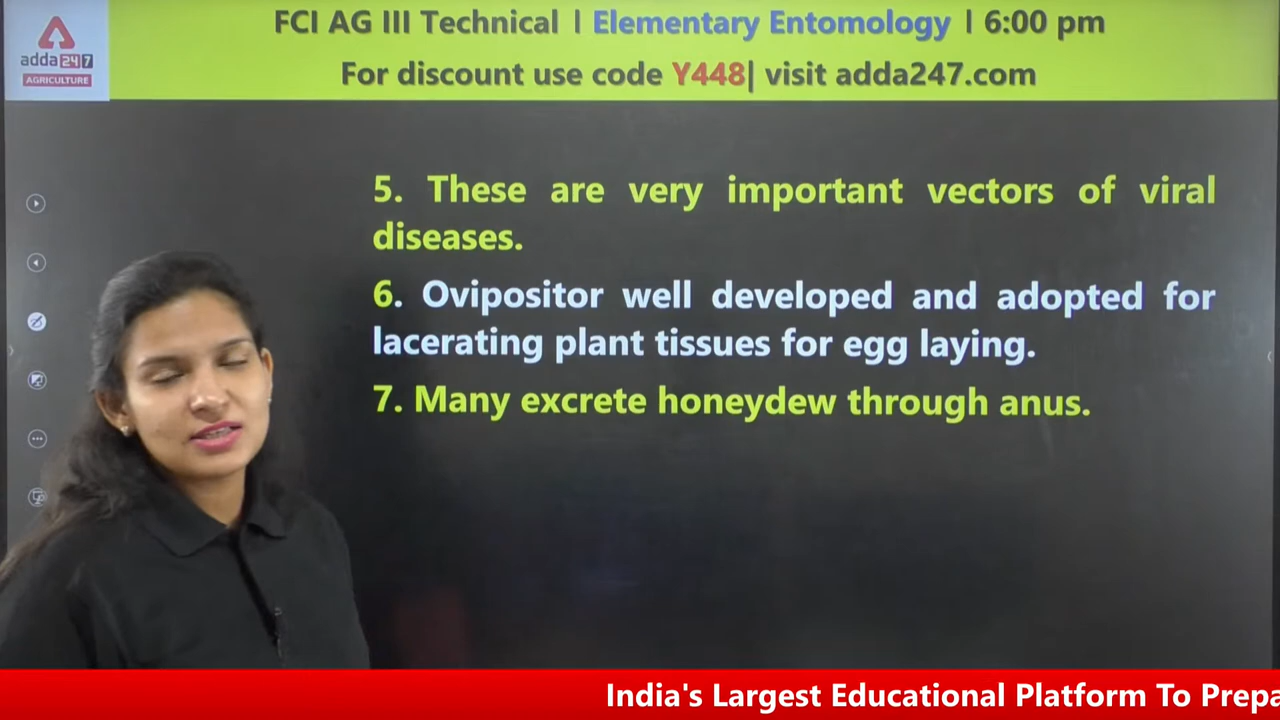 FCI AG III Technical I Elementary Entomology I 6:00 pm
For discount use code Y448| visit adda247.com
adda247
AGRICULTURE
5. These are very important vectors of viral
diseases.
6. Ovipositor well developed and adopted for
lacerating plant tissues for egg laying.
7. Many excrete honeydew through anus.
India's Largest Educational Platform To Prepa